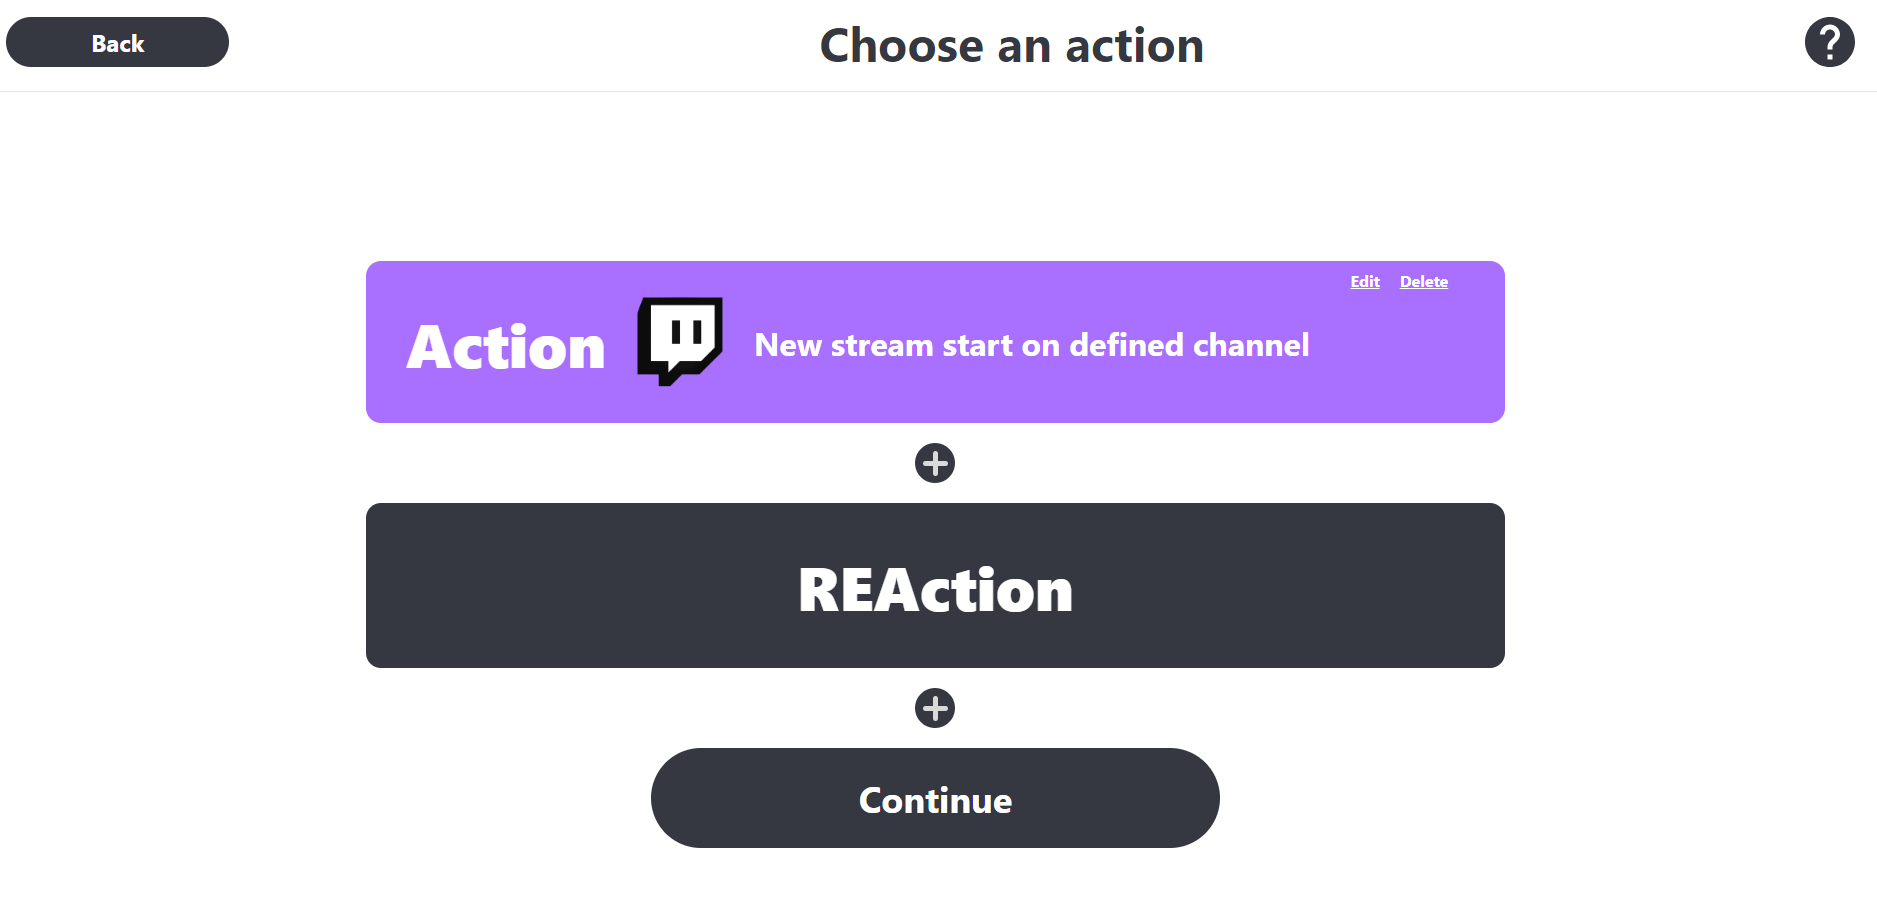 Back
Choose an action
?
Edit Delete
Action New stream start on defined channel
REAction
Continue